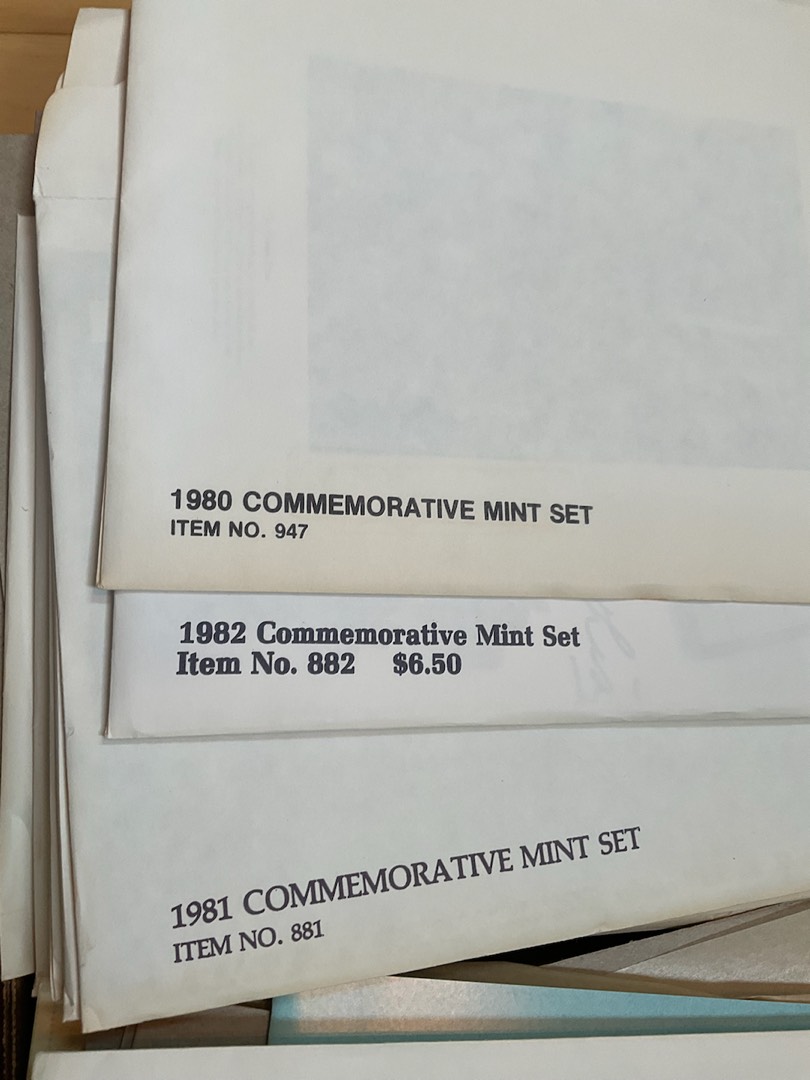 1980 COMMEMORATIVE MINT SET
ITEM NO. 947
1982 Commemorative Mint Set
Item No. 882 $6.50
1981 COMMEMORATIVE MINT SET
ITEM NO. 881